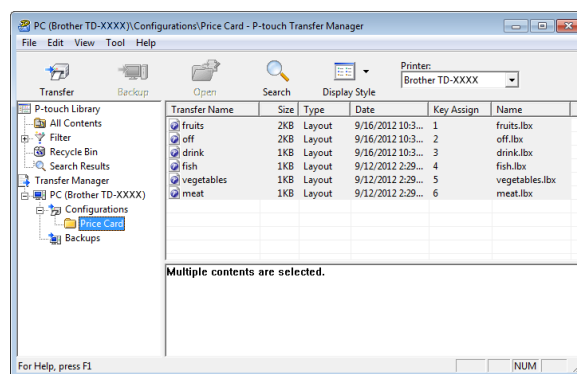 PC (Brother TD-XXXX)\Configurations\Price Card - P-touch Transfer Manager
File Edit View Tool Help
Printer:
Transfer Backup Open Search Display Style Brother TD-XXXX
P-touch Library
All Contents
Filter
Recycle Bin
Search Results
Transfer Manager
PC (Brother TD-XXXX)
Configurations
Price Card
Backups
Transfer Name Size Type Date Key Assign Name
fruits 2KB Layout 9/16/2012 10:3... 1 fruits.lbx
off 2KB Layout 9/16/2012 10:3... 2 off.lbx
drink 1KB Layout 9/16/2012 10:3... 3 drink.lbx
fish 1KB Layout 9/12/2012 2:29... 4 fish.lbx
vegetables 1KB Layout 9/12/2012 2:29... 5 vegetables.lbx
meat 1KB Layout 9/12/2012 2:29... 6 meat.lbx
Multiple contents are selected.
For Help, press F1 NUM